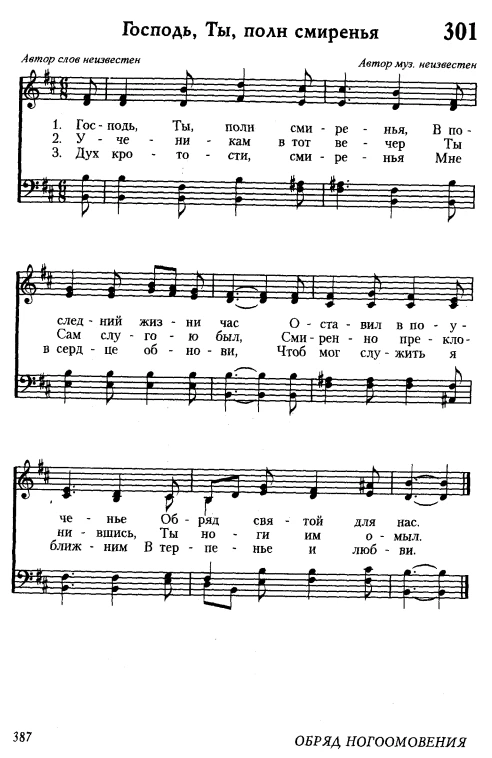 Господь, Ты, полн смиренья 301
Автор слов неизвестен Автор муз. неизвестен
1. Гос - подь, Ты, полн сми - ре - нья, В по -
2. У - че - ни - кам в тот ве - чер Ты
3. Дух кро - то - сти, сми - ре - нья Мне
след - ний жиз - ни час О - ста - вил в по - у -
Сам слу - го - ю был, Сми - рен - но пре - кло -
в серд - це об - но - ви, Чтоб мог слу - жить я
че - нье Об - ряд свя - той для нас.
ни - вшись, Ты но - ги им о - мыл.
ближ - ним В тер - пе - нье и люб - ви.
387 ОБРЯД НОГООМОВЕНИЯ